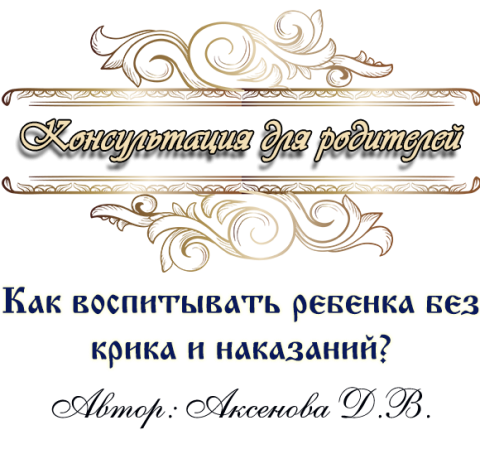 Консультация для родителей
Как воспитывать ребенка без
крика и наказаний?
Автор: Аксенова Д.В.